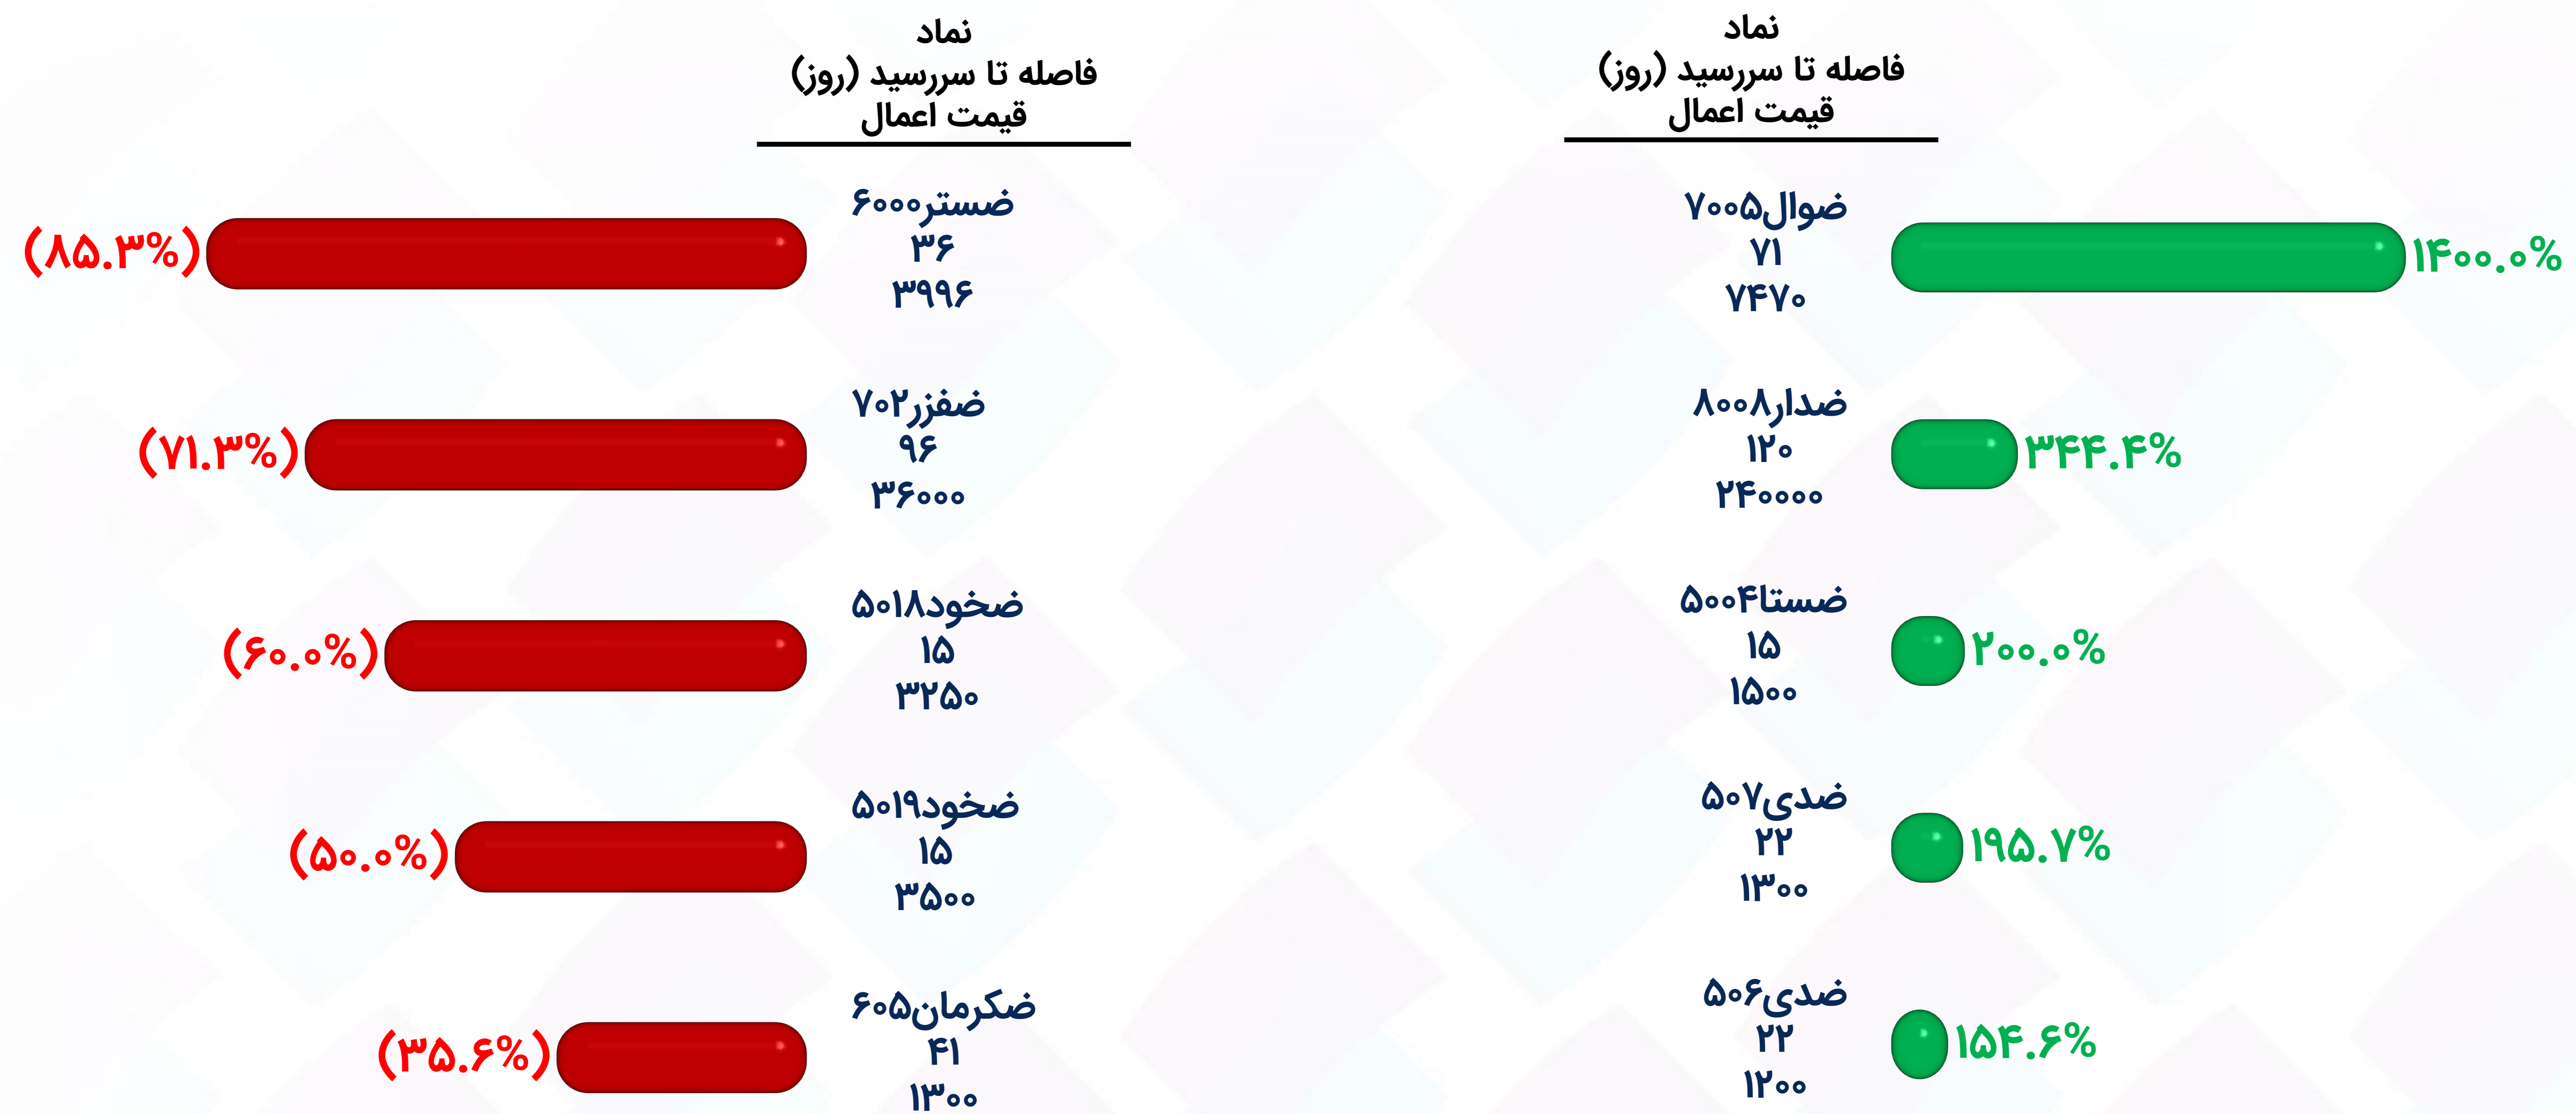 نماد
فاصله تا سررسید (روز)
قیمت اعمال
ضوال۷۰۰۵
۷۱
۷۴۷۰
۱۴۰۰.۰%
ضدار۸۰۰۸
۱۲۰
۲۴۰۰۰۰
۳۴۴.۴%
ضستا۵۰۰۴
۱۵
۱۵۰۰
۲۰۰.۰%
ضدی۵۰۷
۲۲
۱۳۰۰
۱۹۵.۷%
ضدی۵۰۶
۲۲
۱۲۰۰
۱۵۴.۶%
نماد
فاصله تا سررسید (روز)
قیمت اعمال
ضستر۶۰۰۰
۳۶
۳۹۹۶
(۸۵.۳%)
ضفزر۷۰۲
۹۶
۳۶۰۰۰
(۷۱.۳%)
ضخود۵۰۱۸
۱۵
۳۲۵۰
(۶۰.۰%)
ضخود۵۰۱۹
۱۵
۳۵۰۰
(۵۰.۰%)
ضکرمان۶۰۵
۴۱
۱۳۰۰
(۳۵.۶%)